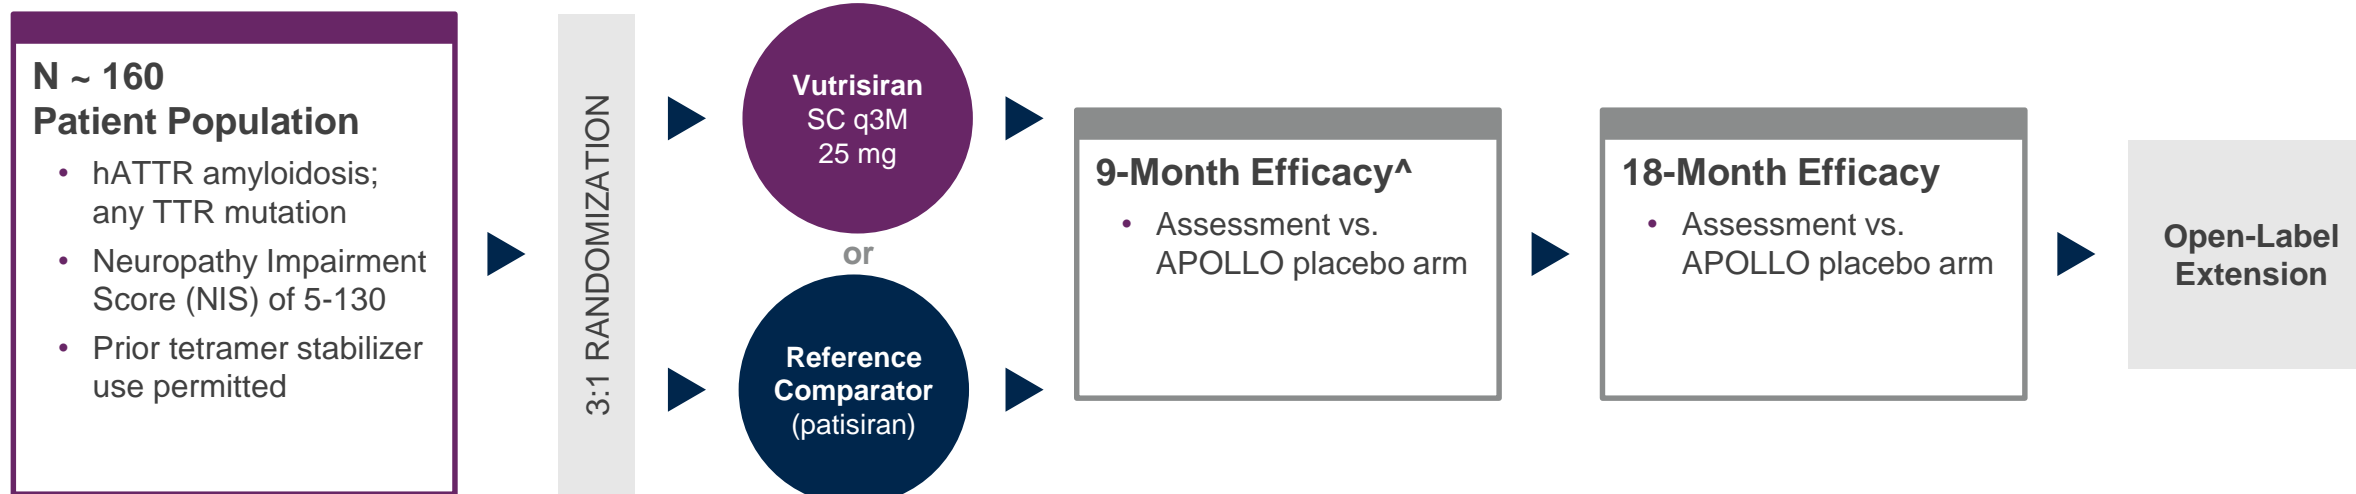 N ~ 160
Patient Population
• hATTR amyloidosis;
any TTR mutation
• Neuropathy Impairment
Score (NIS) of 5-130
• Prior tetramer stabilizer
use permitted
3:1 RANDOMIZATION
Vutrisiran
SC q3M
25 mg
or
Reference
Comparator
(patisiran)
9-Month Efficacy^
• Assessment vs.
APOLLO placebo arm
18-Month Efficacy
• Assessment vs.
APOLLO placebo arm
Open-Label
Extension